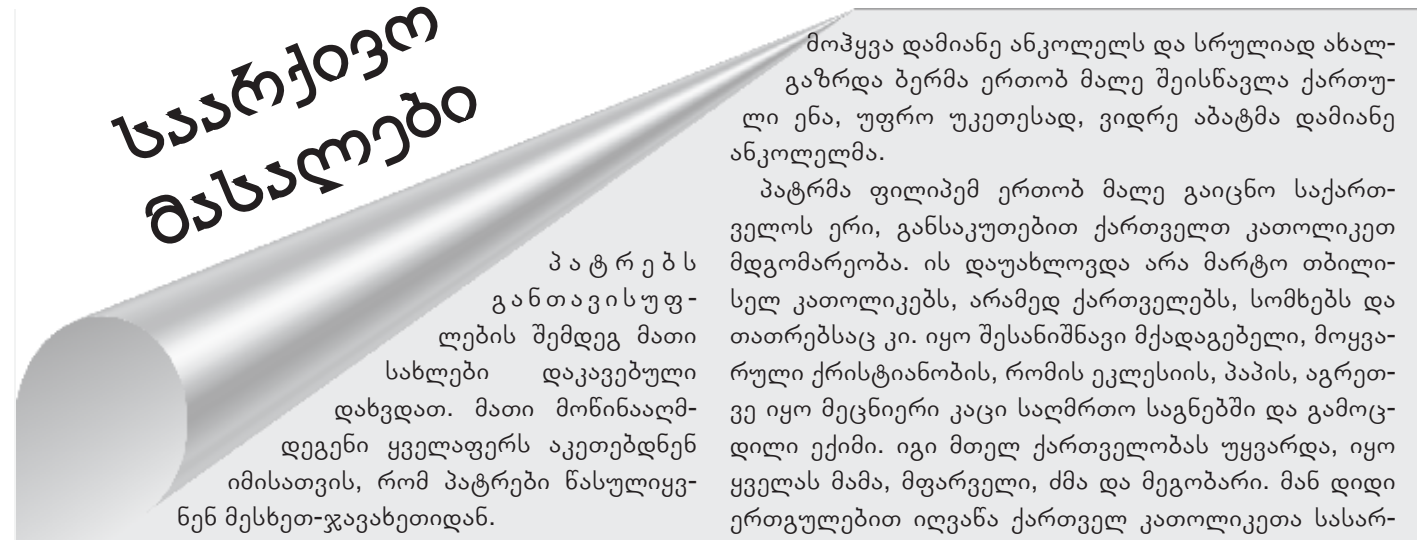 საარქივო
მასალები
პატრებს
განთავისუფ-
ლების შემდეგ მათი
სახლები დაკავებული
დახვდათ. მათი მოწინააღმ-
დეგენი ყველაფერს აკეთებდნენ
იმისათვის, რომ პატრები წასულიყვ-
ნენ მესხეთ-ჯავახეთიდან.
მოჰყვა დამიანე ანკოლელს და სრულიად ახალ-
გაზრდა ბერმა ერთობ მალე შეისწავლა ქართუ-
ლი ენა, უფრო უკეთესად, ვიდრე აბატმა დამიანე
ანკოლელმა.
პატრმა ფილიპემ ერთობ მალე გაიცნო საქართ-
ველოს ერი, განსაკუთებით ქართველთ კათოლიკეთ
მდგომარეობა. ის დაუახლოვდა არა მარტო თბილი-
სელ კათოლიკებს, არამედ ქართველებს, სომხებს და
თათრებსაც კი. იყო შესანიშნავი მქადაგებელი, მოყვა-
რული ქრისტიანობის, რომის ეკლესიის, პაპის, აგრეთ-
ვე იყო მეცნიერი კაცი საღმრთო საგნებში და გამოც-
დილი ექიმი. იგი მთელ ქართველობას უყვარდა, იყო
ყველას მამა, მფარველი, ძმა და მეგობარი. მან დიდი
ერთგულებით იღვაწა ქართველ კათოლიკეთა სასარ-